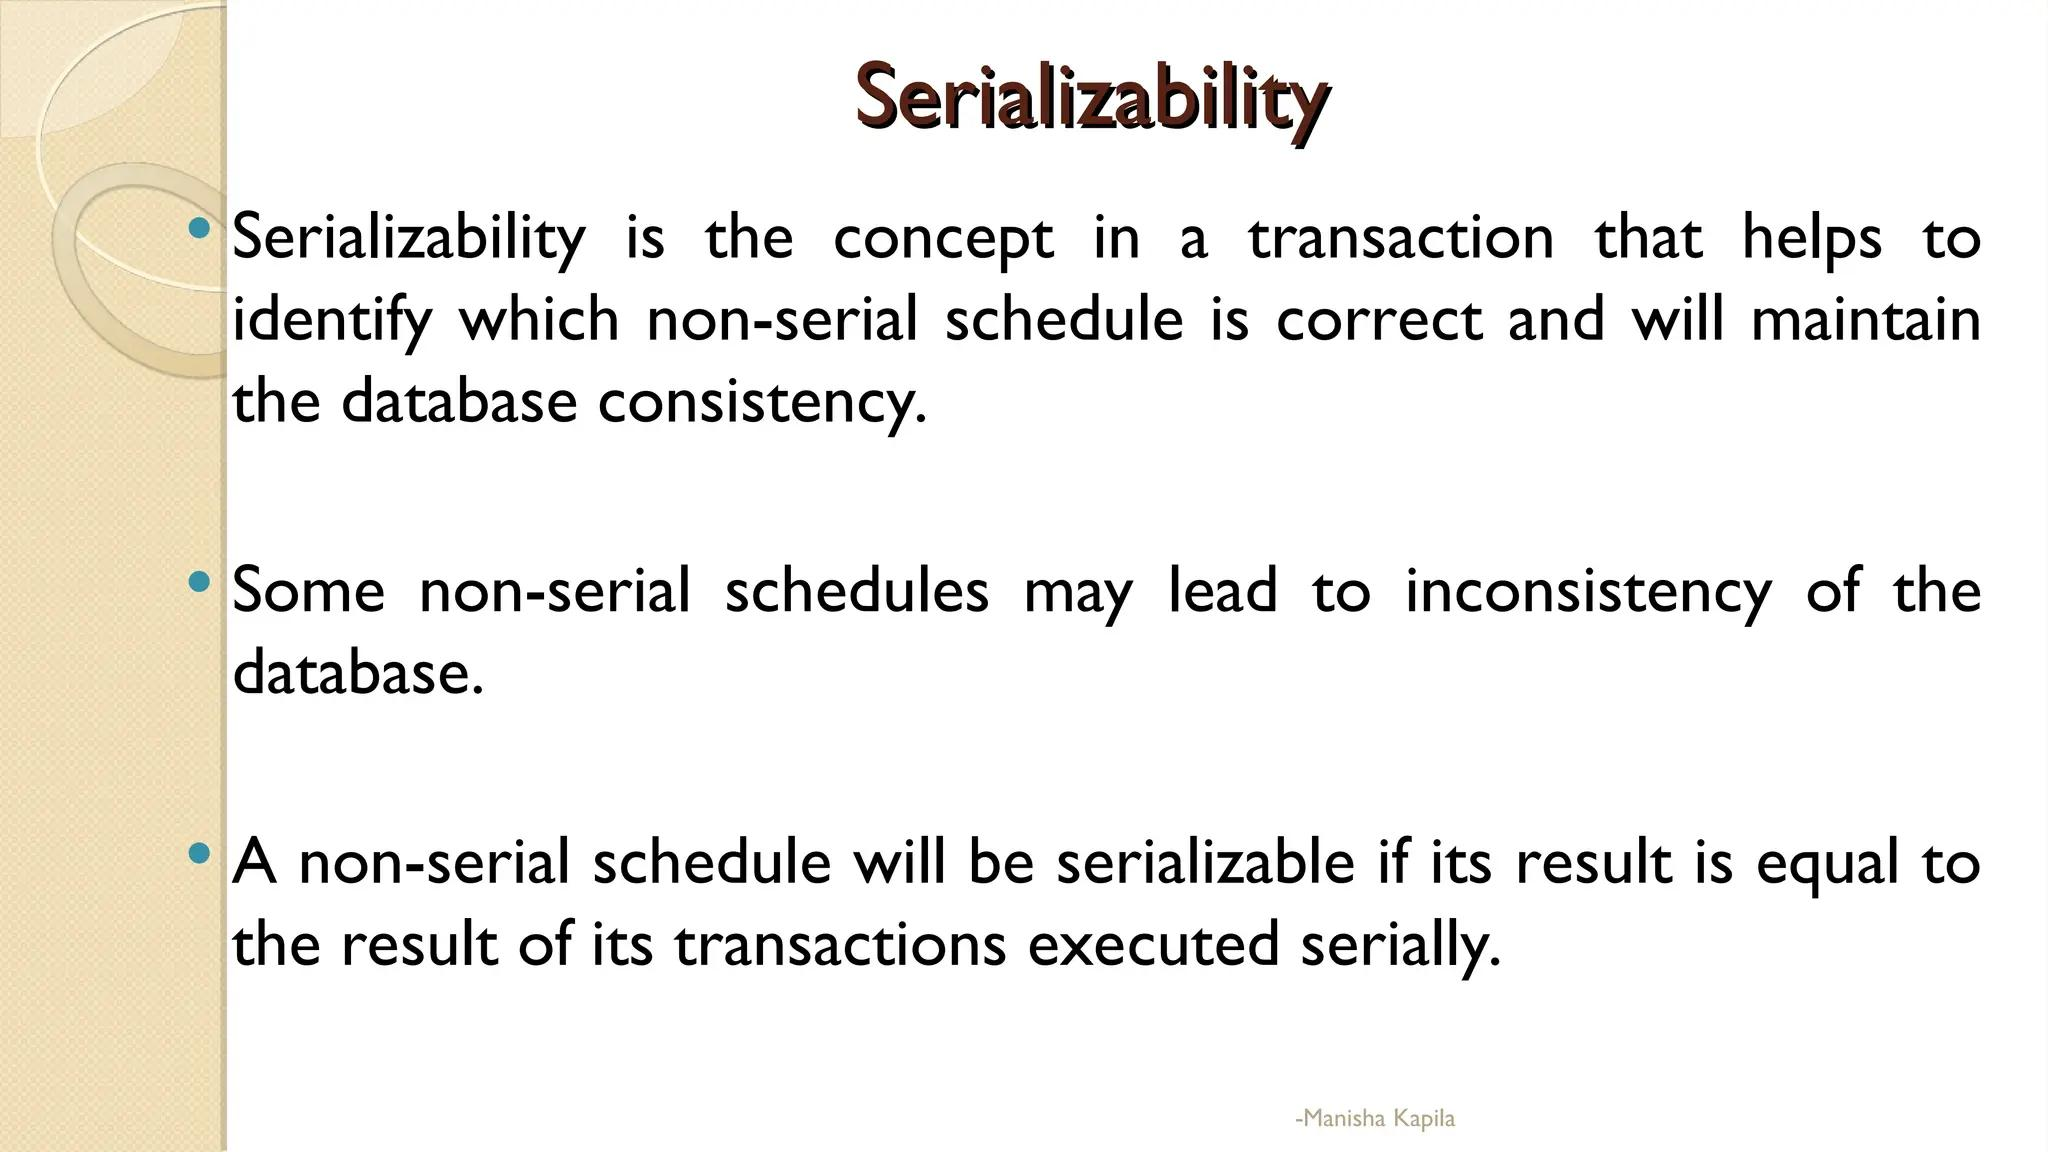 Serializability
• Serializability is the concept in a transaction that helps to
identify which non-serial schedule is correct and will maintain
the database consistency.
• Some non-serial schedules may lead to inconsistency of the
database.
• A non-serial schedule will be serializable if its result is equal to
the result of its transactions executed serially.
-Manisha Kapila